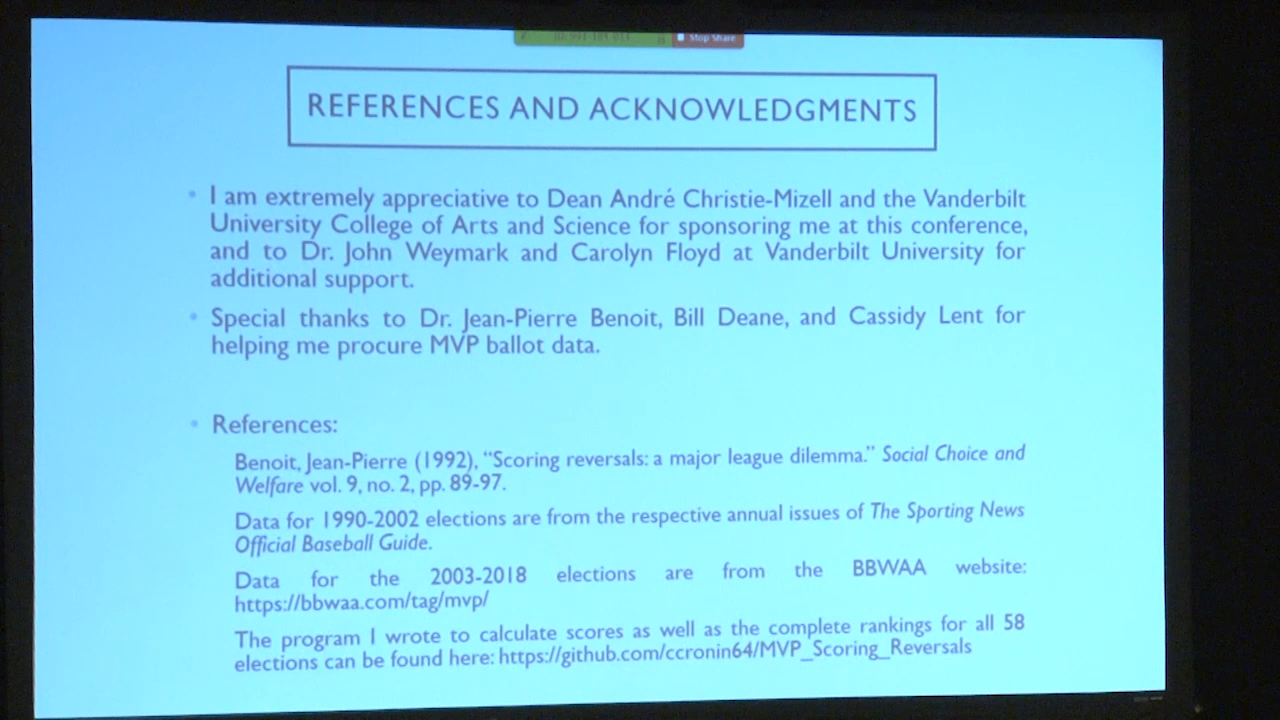 Stop Share
REFERENCES AND ACKNOWLEDGMENTS
• I am extremely appreciative to Dean André Christie-Mizell and the Vanderbilt
University College of Arts and Science for sponsoring me at this conference,
and to Dr. John Weymark and Carolyn Floyd at Vanderbilt University for
additional support.
• Special thanks to Dr. Jean-Pierre Benoit, Bill Deane, and Cassidy Lent for
helping me procure MVP ballot data.
• References:
Benoit, Jean-Pierre (1992), “Scoring reversals: a major league dilemma.” Social Choice and
Welfare vol. 9, no. 2, pp. 89-97.
Data for 1990-2002 elections are from the respective annual issues of The Sporting News
Official Baseball Guide.
Data for the 2003-2018 elections are from the BBWAA website:
https://bbwaa.com/tag/mvp/
The program I wrote to calculate scores as well as the complete rankings for all 58
elections can be found here: https://github.com/ccronin64/MVP_Scoring_Reversals